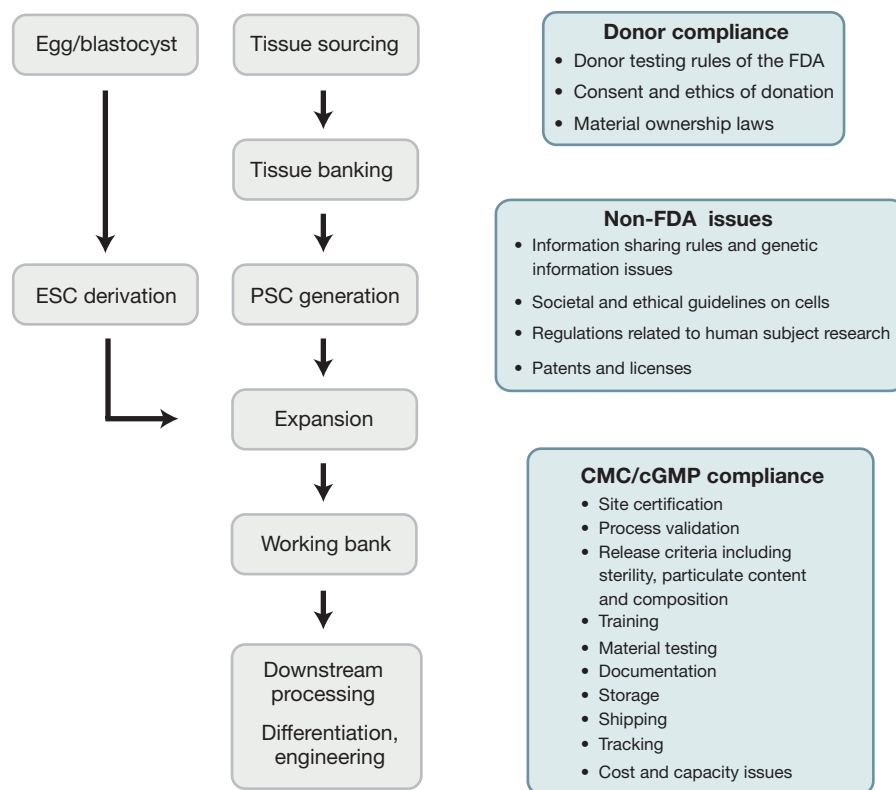 Egg/blastocyst
Tissue sourcing
Tissue banking
ESC derivation
PSC generation
Expansion
Working bank
Downstream
processing
Differentiation,
engineering
Donor compliance
• Donor testing rules of the FDA
• Consent and ethics of donation
• Material ownership laws
Non-FDA issues
• Information sharing rules and genetic
information issues
• Societal and ethical guidelines on cells
• Regulations related to human subject research
• Patents and licenses
CMC/cGMP compliance
• Site certification
• Process validation
• Release criteria including
sterility, particulate content
and composition
• Training
• Material testing
• Documentation
• Storage
• Shipping
• Tracking
• Cost and capacity issues